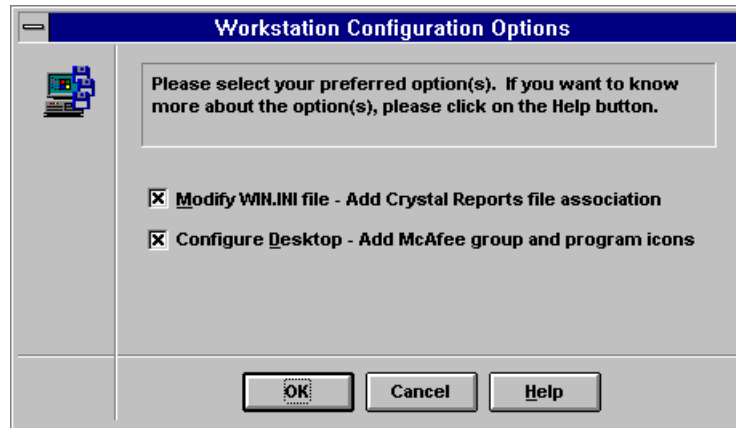 Workstation Configuration Options
Please select your preferred option(s).  If you want to know
more about the option(s), please click on the Help button.
Modify WIN.INI file - Add Crystal Reports file association
Configure Desktop - Add McAfee group and program icons
OK Cancel Help